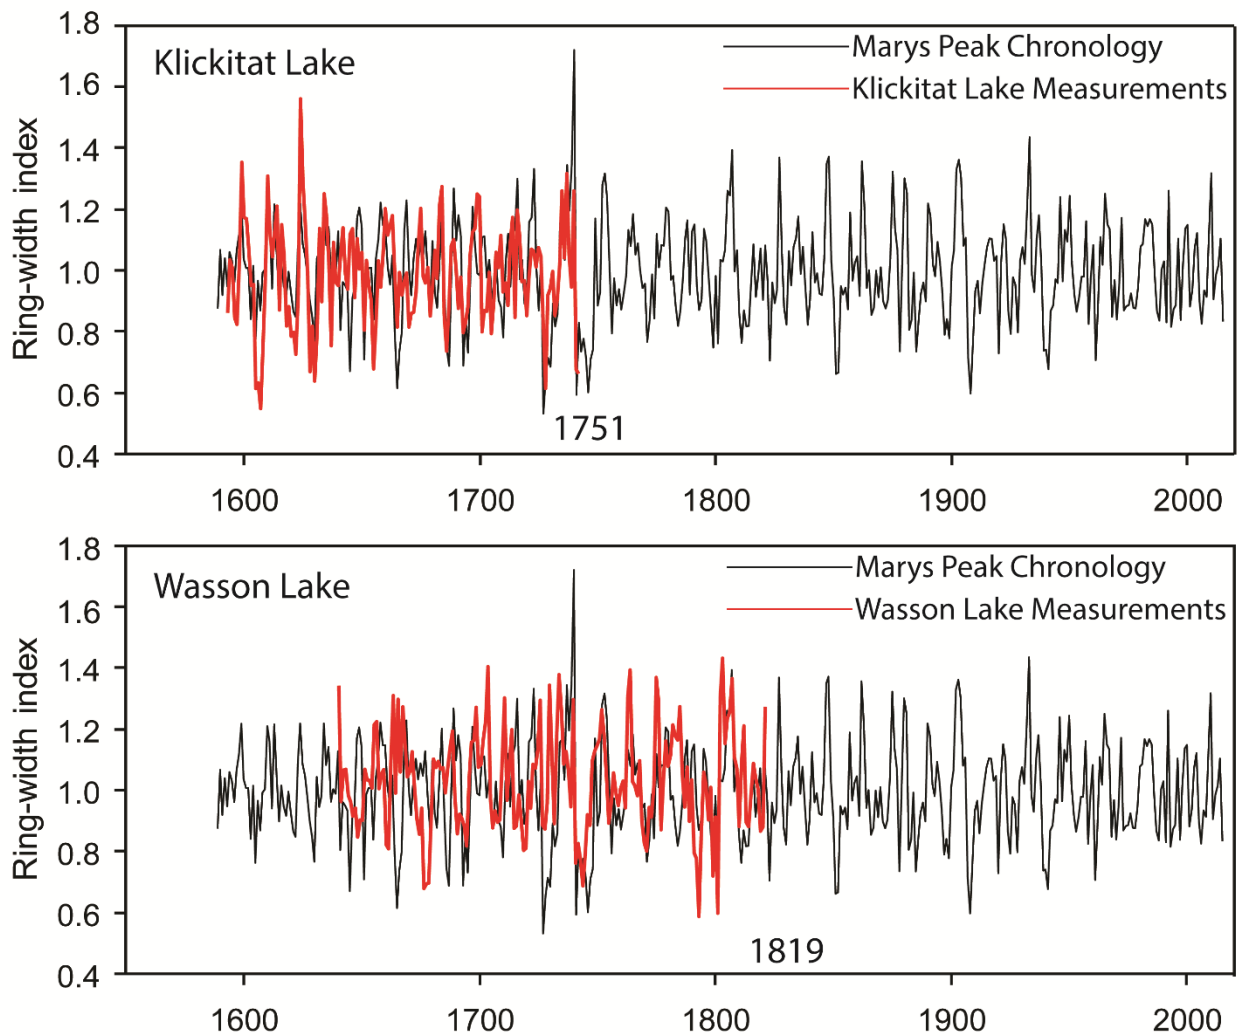 1.8
Klickitat Lake
Marys Peak Chronology
1.6
Klickitat Lake Measurements
1.4
1.2
1.0
0.8
0.6
0.4
Ring-width index
1751
1600 1700 1800 1900 2000
1.8
Wasson Lake
Marys Peak Chronology
1.6
Wasson Lake Measurements
1.4
1.2
1.0
0.8
0.6
0.4
Ring-width index
1819
1600 1700 1800 1900 2000